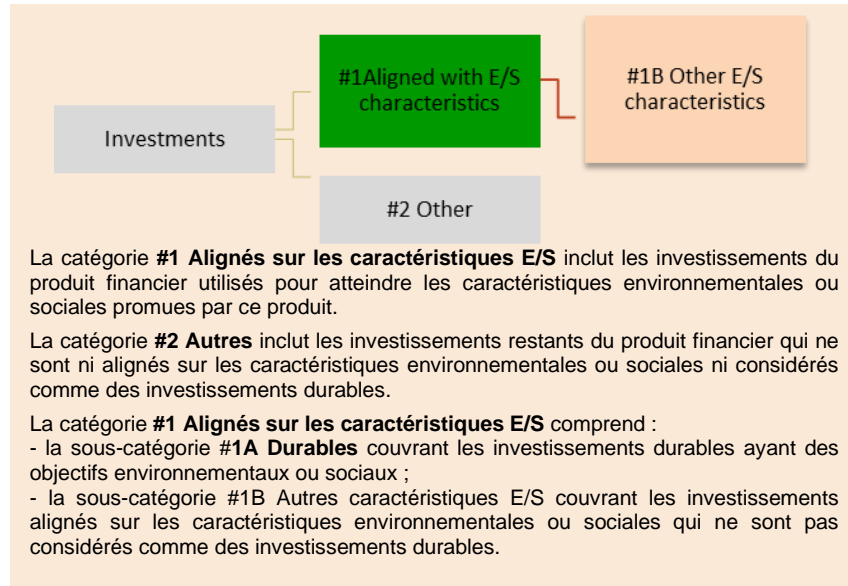 #1Aligned with E/S
characteristics
#1B Other E/S
characteristics
Investments
#2 Other
La catégorie #1 Alignés sur les caractéristiques E/S inclut les investissements du
produit financier utilisés pour atteindre les caractéristiques environnementales ou
sociales promues par ce produit.
La catégorie #2 Autres inclut les investissements restants du produit financier qui ne
sont ni alignés sur les caractéristiques environnementales ou sociales ni considérés
comme des investissements durables.
La catégorie #1 Alignés sur les caractéristiques E/S comprend :
- la sous-catégorie #1A Durables couvrant les investissements durables ayant des
objectifs environnementaux ou sociaux ;
- la sous-catégorie #1B Autres caractéristiques E/S couvrant les investissements
alignés sur les caractéristiques environnementales ou sociales qui ne sont pas
considérés comme des investissements durables.